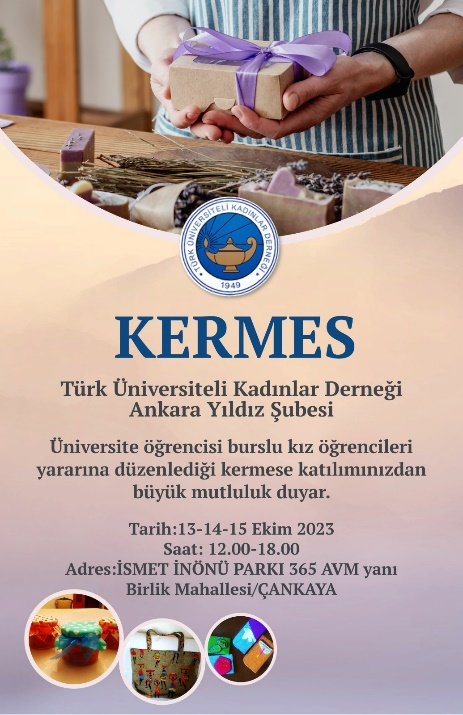 TÜRK ÜNİVERSİTELİ KADINLAR DERNEĞİ
1949
KERMES
Türk Üniversiteli Kadınlar Derneği
Ankara Yıldız Şubesi
Üniversite öğrencisi burslu kız öğrencileri
yararına düzenlediği kermese katılımınızdan
büyük mutluluk duyar.
Tarih:13-14-15 Ekim 2023
Saat: 12.00-18.00
Adres:İSMET İNÖNÜ PARKI 365 AVM yanı
Birlik Mahallesi/ÇANKAYA